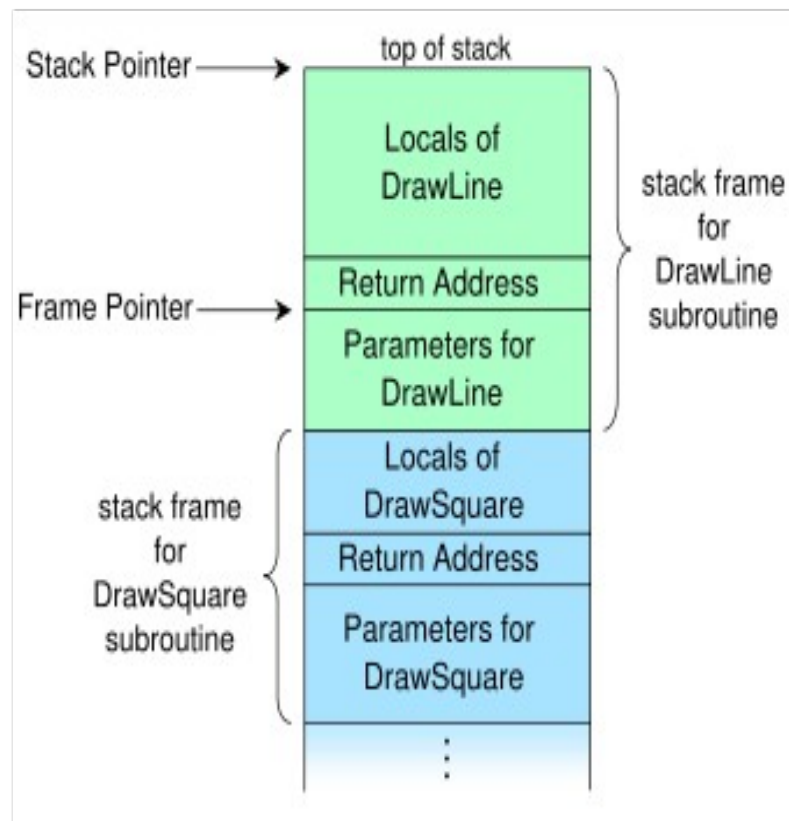 top of stack
Stack Pointer
Locals of
DrawLine
stack frame
for
DrawLine
subroutine
Return Address
Frame Pointer
Parameters for
DrawLine
Locals of
DrawSquare
stack frame
for
DrawSquare
subroutine
Return Address
Parameters for
DrawSquare